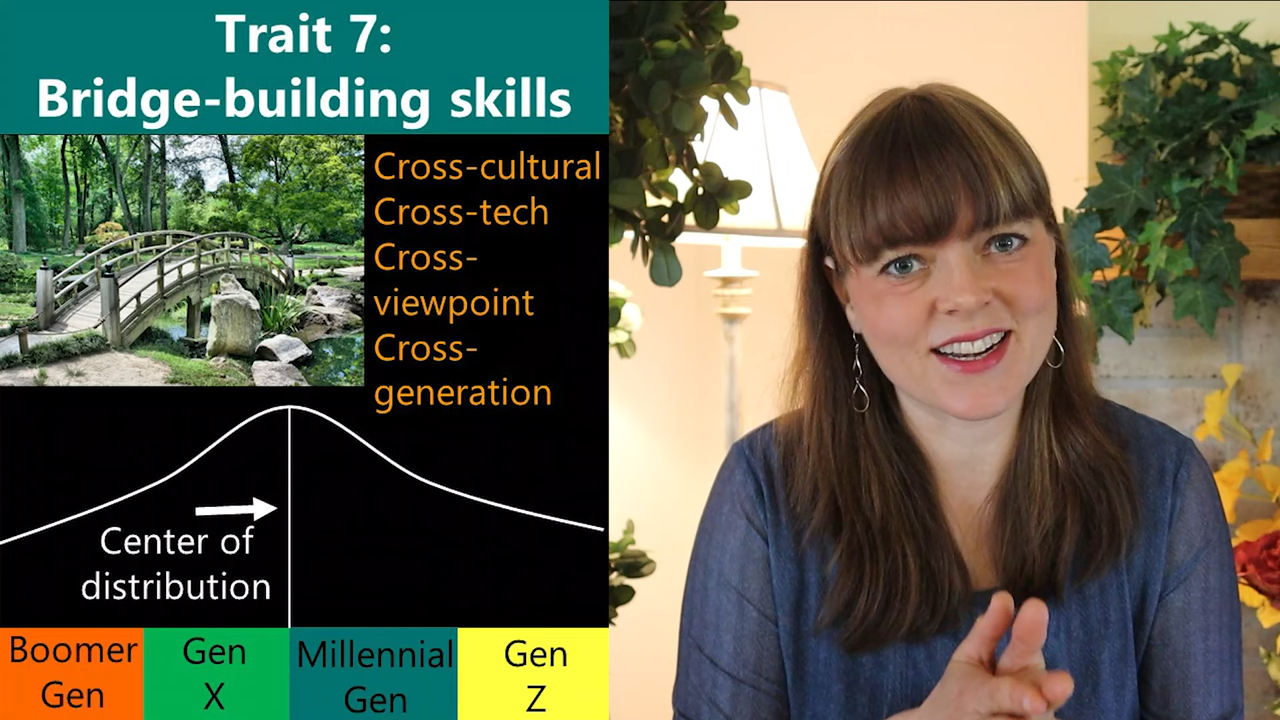 Trait 7:
Bridge-building skills
Cross-cultural
Cross-tech
Cross-
viewpoint
Cross-
generation
Center of
distribution
Boomer
Gen
Gen
X
Millennial
Gen
Gen
Z